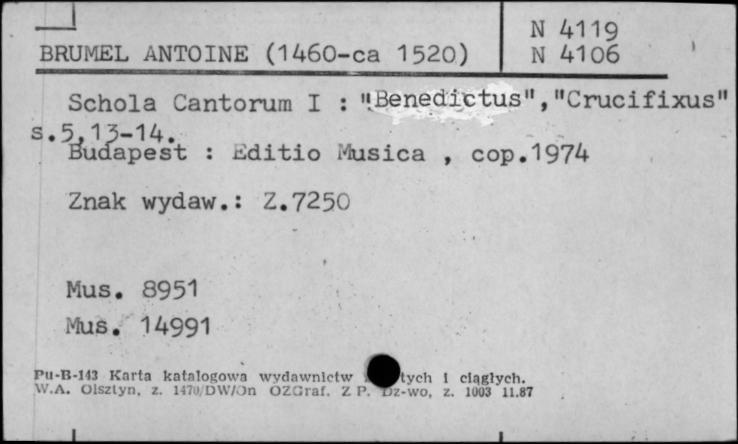 N 4119
BRUMEL ANTOINE (1460-ca 1520) N 4106
Schola Cantorum I : "Benedictus","Crucifixus"
s.5,13-14.
Budapest : Editio Musica , cop.1974
Znak wydaw.: Z.7250
Mus. 8951
Mus. 14991
Pu-B-143 Karta katalogowa wydawnictw tych i ciągłych.
W.A. Olsztyn, z. 1470/DW/On OZGraf. Z P. Dz-wo, z. 1003 11.87